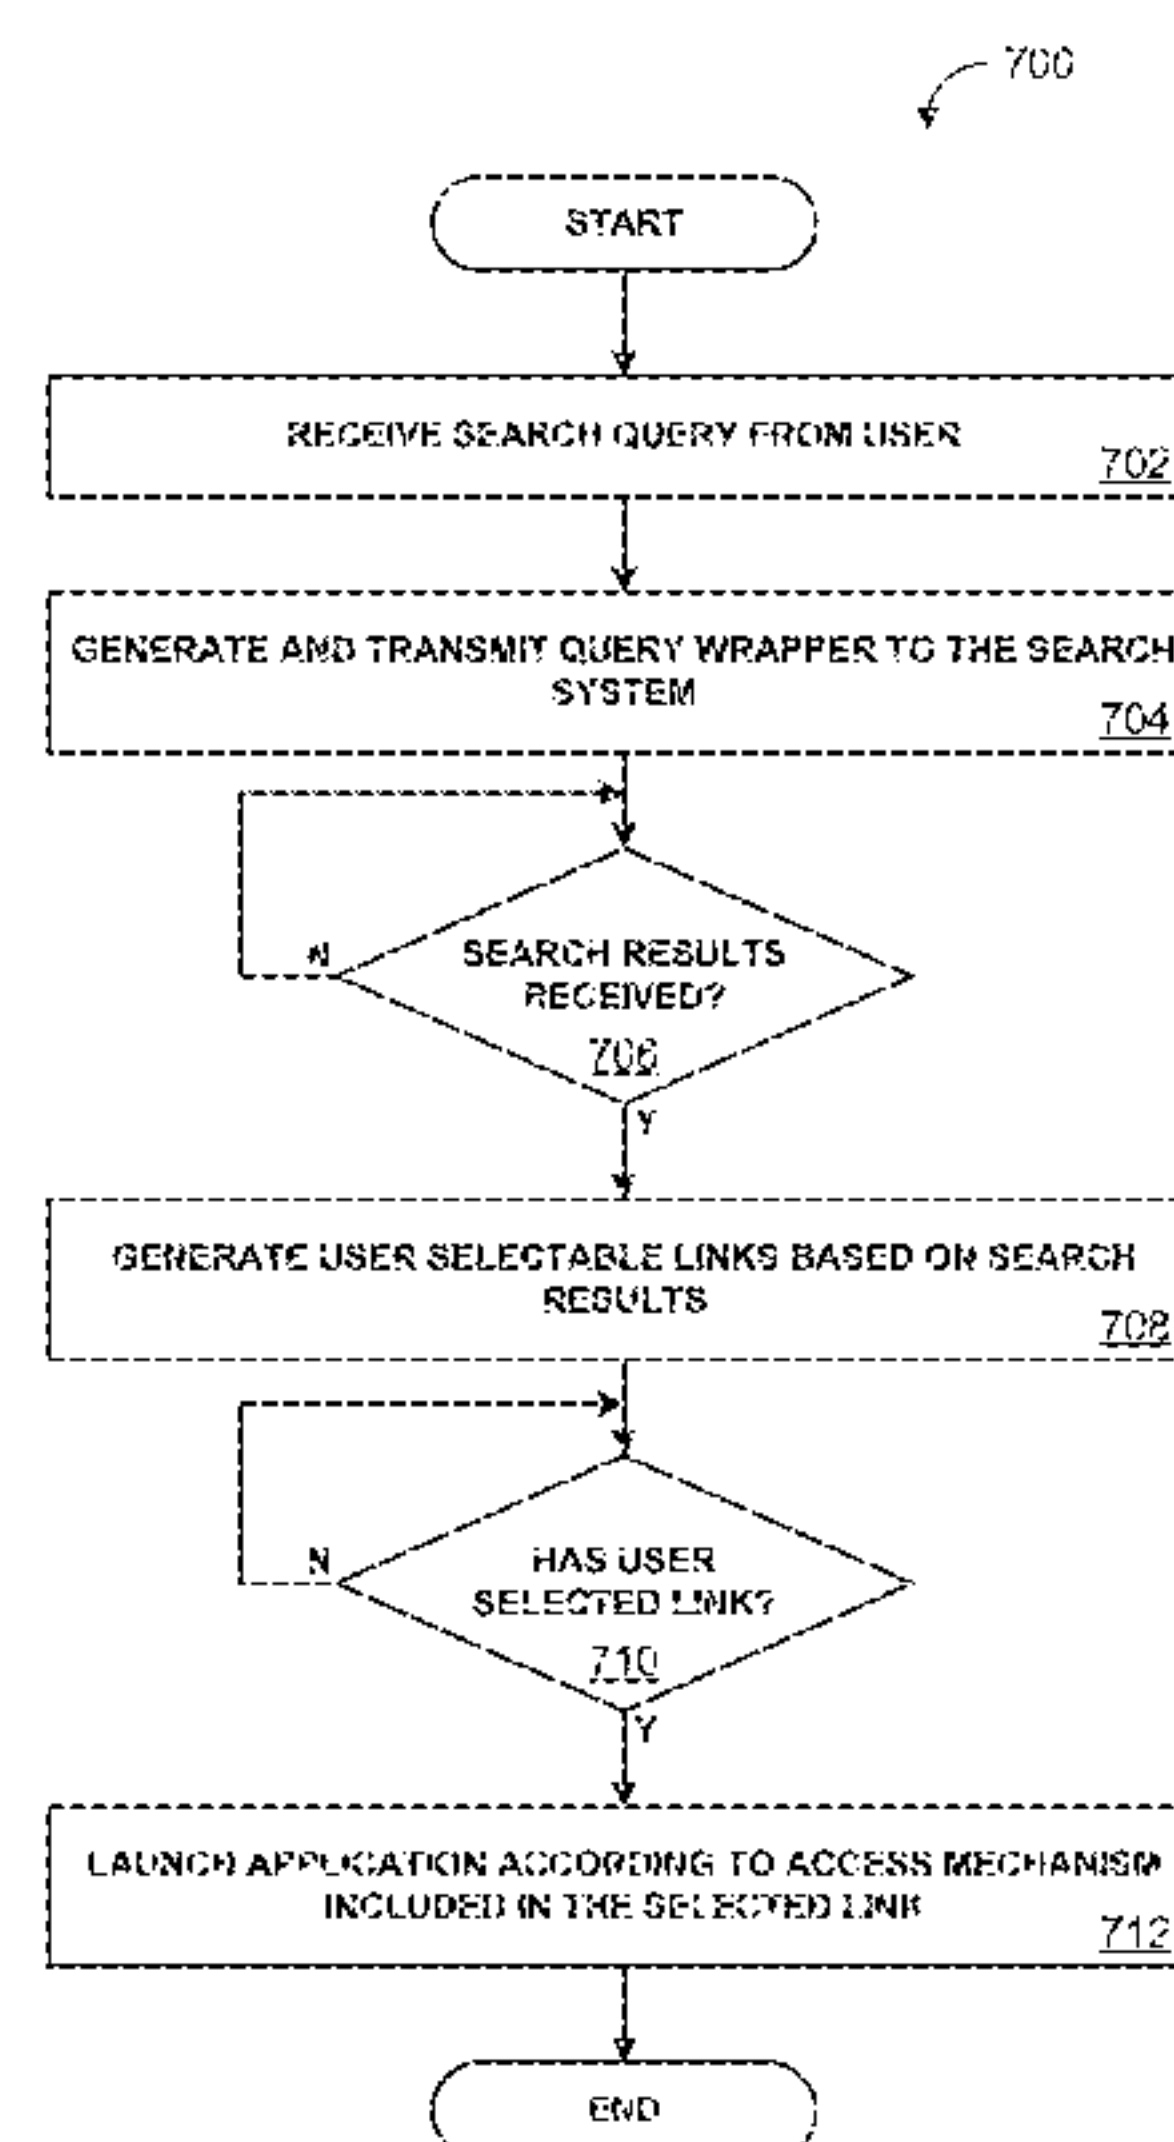 700
START
RECEIVE SEARCH QUERY FROM USER
702
GENERATE AND TRANSMIT QUERY WRAPPER TO THE SEARCH
SYSTEM
704
N
SEARCH RESULTS
RECEIVED?
706
Y
GENERATE USER SELECTABLE LINKS BASED ON SEARCH
RESULTS
708
N
HAS USER
SELECTED LINK?
710
Y
LAUNCH APPLICATION ACCORDING TO ACCESS MECHANISM
INCLUDED IN THE SELECTED LINK
712
END